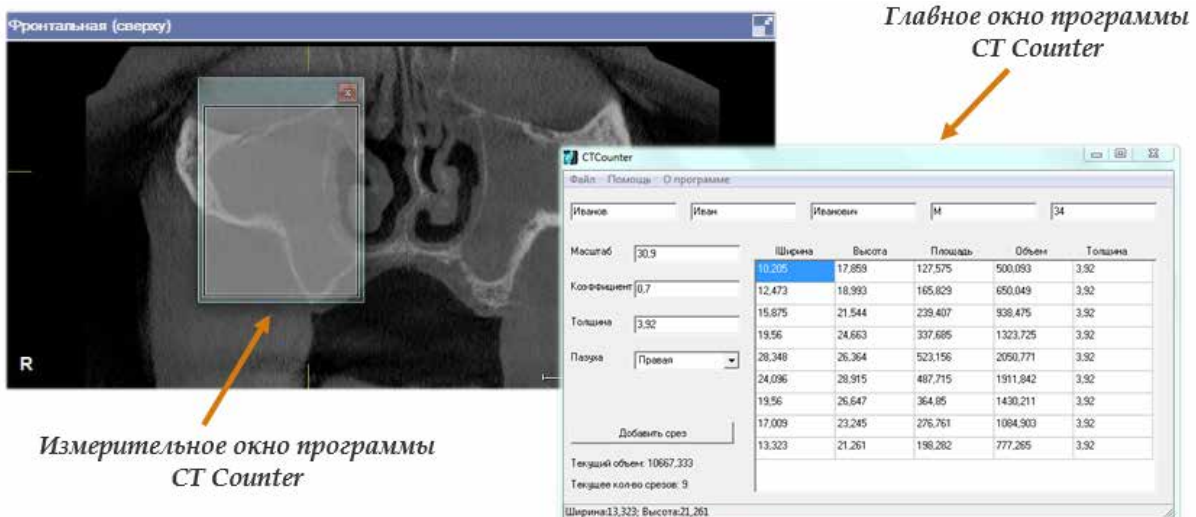 Фронтальная (сверху)
R
Главное окно программы
CT Counter
Измерительное окно программы
CT Counter
CTCounter
Файл Помощь О программе
Иванов Иван Иванович М 34
Масштаб 30,9
Коэффициент 0,7
Толщина 3,92
Пазуха Правая
Добавить срез
Текущий объем: 10667,333
Текущее кол-во срезов: 9
Ширина Высота Площадь Объем Толщина
10,205 17,859 127,575 500,093 3,92
12,473 18,993 165,829 650,049 3,92
15,875 21,544 239,407 938,475 3,92
19,56 24,663 337,685 1323,725 3,92
28,348 26,364 523,156 2050,771 3,92
24,096 28,915 487,715 1911,842 3,92
19,56 26,647 364,85 1430,211 3,92
17,009 23,245 276,761 1084,903 3,92
13,323 21,261 198,282 777,265 3,92
Ширина:13,323; Высота:21,261